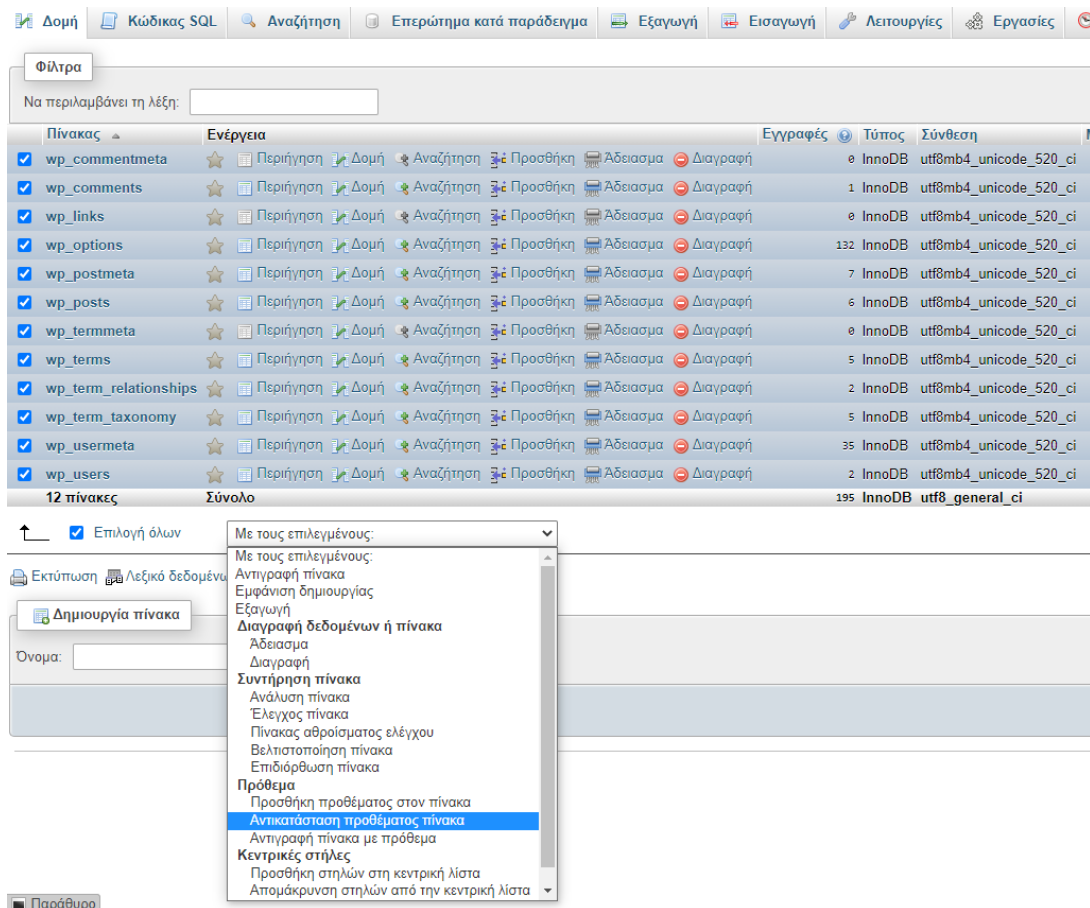 Δομή Κώδικας SQL Αναζήτηση Επερώτημα κατά παράδειγμα Εξαγωγή Εισαγωγή Λειτουργίες Εργασίες
Φίλτρα
Να περιλαμβάνει τη λέξη:
Πίνακας Ενέργεια Εγγραφές Τύπος Σύνθεση
wp_commentmeta Περιήγηση Δομή Αναζήτηση Προσθήκη Άδειασμα Διαγραφή 0 InnoDB utf8mb4_unicode_520_ci
wp_comments Περιήγηση Δομή Αναζήτηση Προσθήκη Άδειασμα Διαγραφή 1 InnoDB utf8mb4_unicode_520_ci
wp_links Περιήγηση Δομή Αναζήτηση Προσθήκη Άδειασμα Διαγραφή 0 InnoDB utf8mb4_unicode_520_ci
wp_options Περιήγηση Δομή Αναζήτηση Προσθήκη Άδειασμα Διαγραφή 132 InnoDB utf8mb4_unicode_520_ci
wp_postmeta Περιήγηση Δομή Αναζήτηση Προσθήκη Άδειασμα Διαγραφή 7 InnoDB utf8mb4_unicode_520_ci
wp_posts Περιήγηση Δομή Αναζήτηση Προσθήκη Άδειασμα Διαγραφή 6 InnoDB utf8mb4_unicode_520_ci
wp_termmeta Περιήγηση Δομή Αναζήτηση Προσθήκη Άδειασμα Διαγραφή 0 InnoDB utf8mb4_unicode_520_ci
wp_terms Περιήγηση Δομή Αναζήτηση Προσθήκη Άδειασμα Διαγραφή 5 InnoDB utf8mb4_unicode_520_ci
wp_term_relationships Περιήγηση Δομή Αναζήτηση Προσθήκη Άδειασμα Διαγραφή 2 InnoDB utf8mb4_unicode_520_ci
wp_term_taxonomy Περιήγηση Δομή Αναζήτηση Προσθήκη Άδειασμα Διαγραφή 5 InnoDB utf8mb4_unicode_520_ci
wp_usermeta Περιήγηση Δομή Αναζήτηση Προσθήκη Άδειασμα Διαγραφή 35 InnoDB utf8mb4_unicode_520_ci
wp_users Περιήγηση Δομή Αναζήτηση Προσθήκη Άδειασμα Διαγραφή 2 InnoDB utf8mb4_unicode_520_ci
12 πίνακες Σύνολο 195 InnoDB utf8_general_ci
Επιλογή όλων Με τους επιλεγμένους:
Με τους επιλεγμένους:
Αντιγραφή πίνακα
Εμφάνιση δημιουργίας
Εξαγωγή
Διαγραφή δεδομένων ή πίνακα
Άδειασμα
Διαγραφή
Συντήρηση πίνακα
Ανάλυση πίνακα
Έλεγχος πίνακα
Πίνακας αθροίσματος ελέγχου
Βελτιστοποίηση πίνακα
Επιδιόρθωση πίνακα
Πρόθεμα
Προσθήκη προθέματος στον πίνακα
Αντικατάσταση προθέματος πίνακα
Αντιγραφή πίνακα με πρόθεμα
Κεντρικές στήλες
Προσθήκη στηλών στη κεντρική λίστα
Απομάκρυνση στηλών από την κεντρική λίστα
Εκτύπωση Λεξικό δεδομένω
Δημιουργία πίνακα
Όνομα:
Παράθυρο